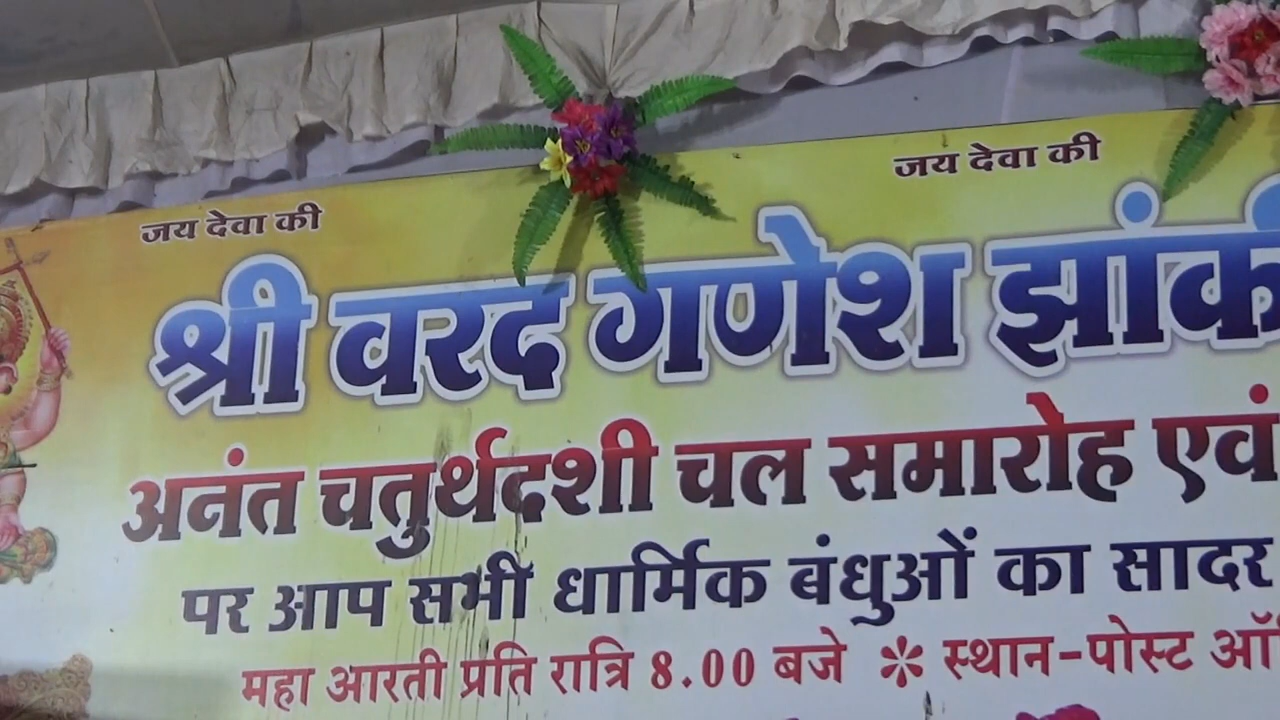 जय देवा की
जय देवा की
श्री वरद गणेश झांकी
अनंत चतुर्थदशी चल समारोह एवं
पर आप सभी धार्मिक बंधुओं का सादर
महा आरती प्रति रात्रि 8.00 बजे * स्थान-पोस्ट